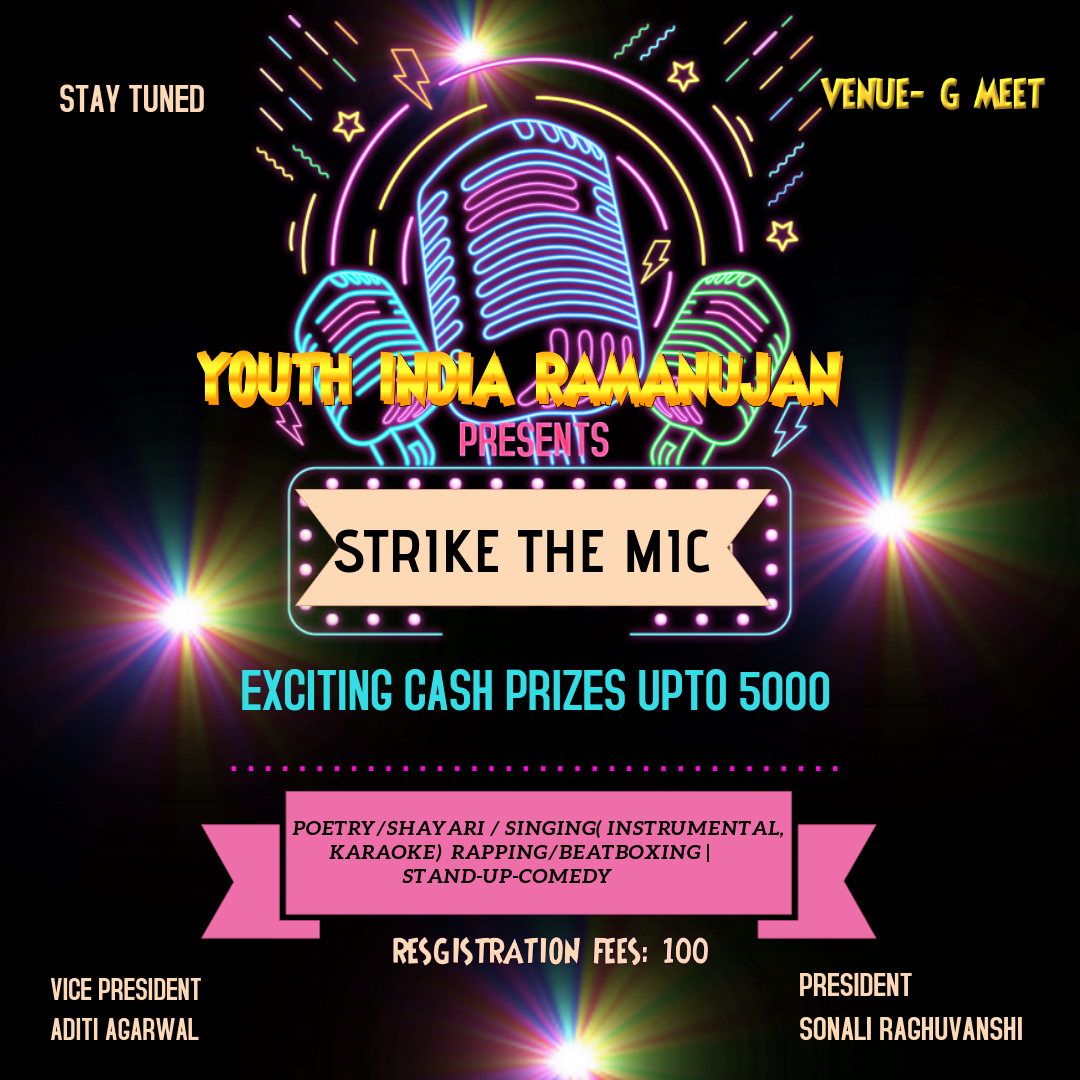 STAY TUNED
VENUE- G MEET
YOUTH INDIA RAMANUJAN
PRESENTS
STRIKE THE MIC
EXCITING CASH PRIZES UPTO 5000
POETRY/SHAYARI / SINGING( INSTRUMENTAL,
KARAOKE) RAPPING/BEATBOXING |
STAND-UP-COMEDY
RESGISTRATION FEES: 100
VICE PRESIDENT
ADITI AGARWAL
PRESIDENT
SONALI RAGHUVANSHI